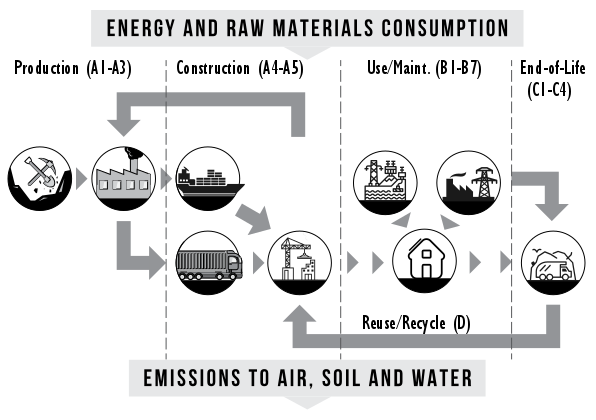 ENERGY AND RAW MATERIALS CONSUMPTION
Production (A1-A3)
Construction (A4-A5)
Use/Maint. (B1-B7)
End-of-Life
(C1-C4)
Reuse/Recycle (D)
EMISSIONS TO AIR, SOIL AND WATER